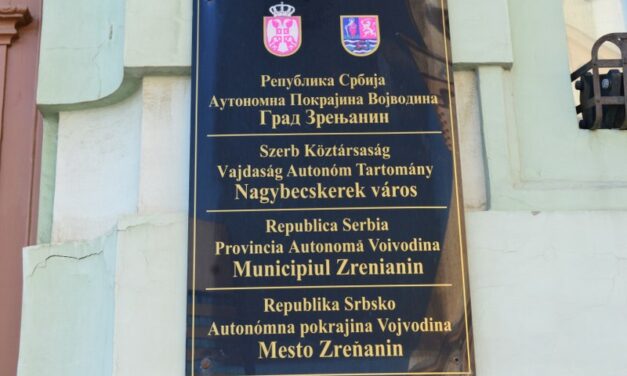 Република Србија
Аутономна Покрајина Војводина
Град Зрењанин
Szerb Köztársaság
Vajdaság Autonóm Tartomány
Nagybecskerek város
Republica Serbia
Provincia Autonomă Voivodina
Municipiul Zrenianin
Republika Srbsko
Autonómna pokrajina Vojvodina
Mesto Zreňanin